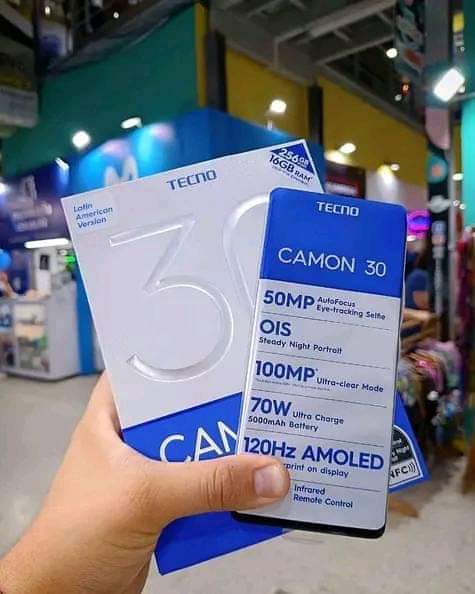 Latin
American
Version
TECNO
256GB
16GB RAM*
30
CAM
NFC
TECNO
CAMON 30
50MP AutoFocus
Eye-tracking Selfie
OIS
Steady Night Portrait
100MP* Ultra-clear Mode
70W Ultra Charge
5000mAh Battery
120Hz AMOLED
print on display
Infrared
Remote Control